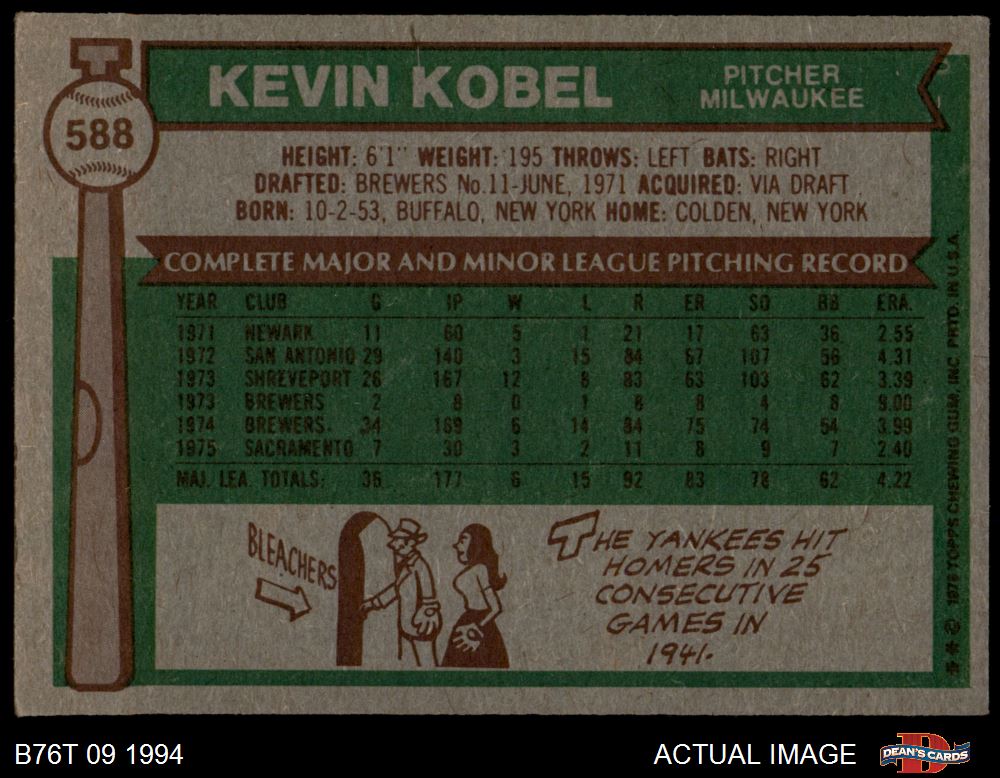 588
KEVIN KOBEL
PITCHER
MILWAUKEE
HEIGHT: 6'1" WEIGHT: 195 THROWS: LEFT BATS: RIGHT
DRAFTED: BREWERS No.11-JUNE, 1971 ACQUIRED: VIA DRAFT
BORN: 10-2-53, BUFFALO, NEW YORK HOME: COLDEN, NEW YORK
COMPLETE MAJOR AND MINOR LEAGUE PITCHING RECORD
YEAR CLUB G IP W L R ER SO BB ERA.
1971 NEWARK 11 60 5 1 21 17 63 36 2.55
1972 SAN ANTONIO 29 140 3 15 84 67 107 56 4.31
1973 SHREVEPORT 26 167 12 8 83 63 103 62 3.39
1973 BREWERS 2 8 0 1 8 8 4 8 9.00
1974 BREWERS. 34 169 6 14 84 75 74 54 3.99
1975 SACRAMENTO 7 30 3 2 11 8 9 7 2.40
MAJ. LEA. TOTALS: 36 177 6 15 92 83 78 62 4.22
BLEACHERS
THE YANKEES HIT
HOMERS IN 25
CONSECUTIVE
GAMES IN
1941.
** © 1976 TOPPS CHEWING GUM, INC. PRTD. IN U.S.A.
B76T 09 1994
ACTUAL IMAGE
D
DEAN'S CARDS